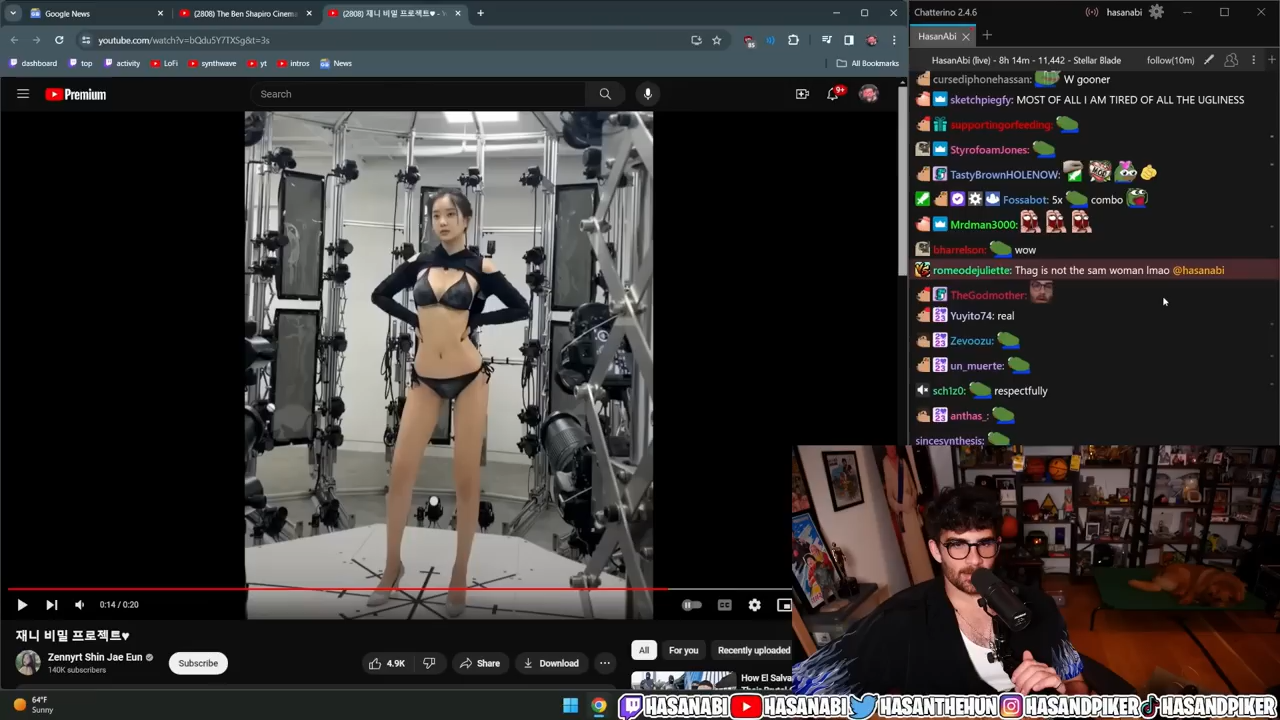 Google News
(2808) The Ben Shapiro Cinema
(2808) 재니 비밀 프로젝트♥ - Y
youtube.com/watch?v=bQdu5Y7TXSg&t=3s
dashboard
top
activity
LoFi
synthwave
yt
intros
News
All Bookmarks
Premium
Search
9+
0:14 / 0:20
재니 비밀 프로젝트♥
Zennyrt Shin Jae Eun
140K subscribers
Subscribe
4.9K
Share
Download
All
For you
Recently uploaded
How El Salva
64°F
Sunny
Chatterino 2.4.6
hasanabi
HasanAbi
HasanAbi (live) - 8h 14m - 11,442 - Stellar Blade
follow(10m)
cursediphonehassan: W gooner
sketchpiegfy: MOST OF ALL I AM TIRED OF ALL THE UGLINESS
supportingorfeeding:
StyrofoamJones:
TastyBrownHOLENOW:
Fossabot: 5x combo
Mrdman3000:
bharrelson: wow
romeodejuliette: Thag is not the sam woman lmao @hasanabi
TheGodmother:
Yuyito74: real
Zevoozu:
un_muerte:
sch1z0: respectfully
anthas_:
sincesynthesis:
HASANABI HASANABI HASANTHEHUN HASANDPIKER HASANDPIKER